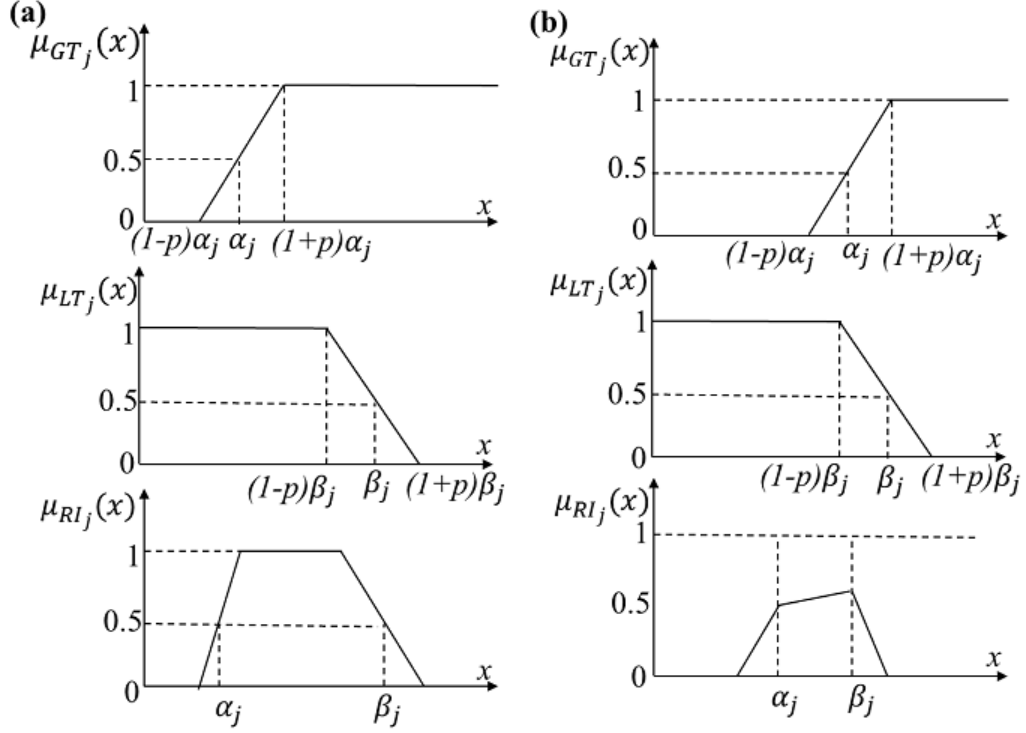 (a)
μ_{GT_j}(x)
1
0.5
0
x
(1-p)α_j α_j (1+p)α_j
μ_{LT_j}(x)
1
0.5
0
x
(1-p)β_j β_j (1+p)β_j
μ_{RI_j}(x)
1
0.5
0
x
α_j β_j
(b)
μ_{GT_j}(x)
1
0.5
0
x
(1-p)α_j α_j (1+p)α_j
μ_{LT_j}(x)
1
0.5
0
x
(1-p)β_j β_j (1+p)β_j
μ_{RI_j}(x)
1
0.5
0
x
α_j β_j